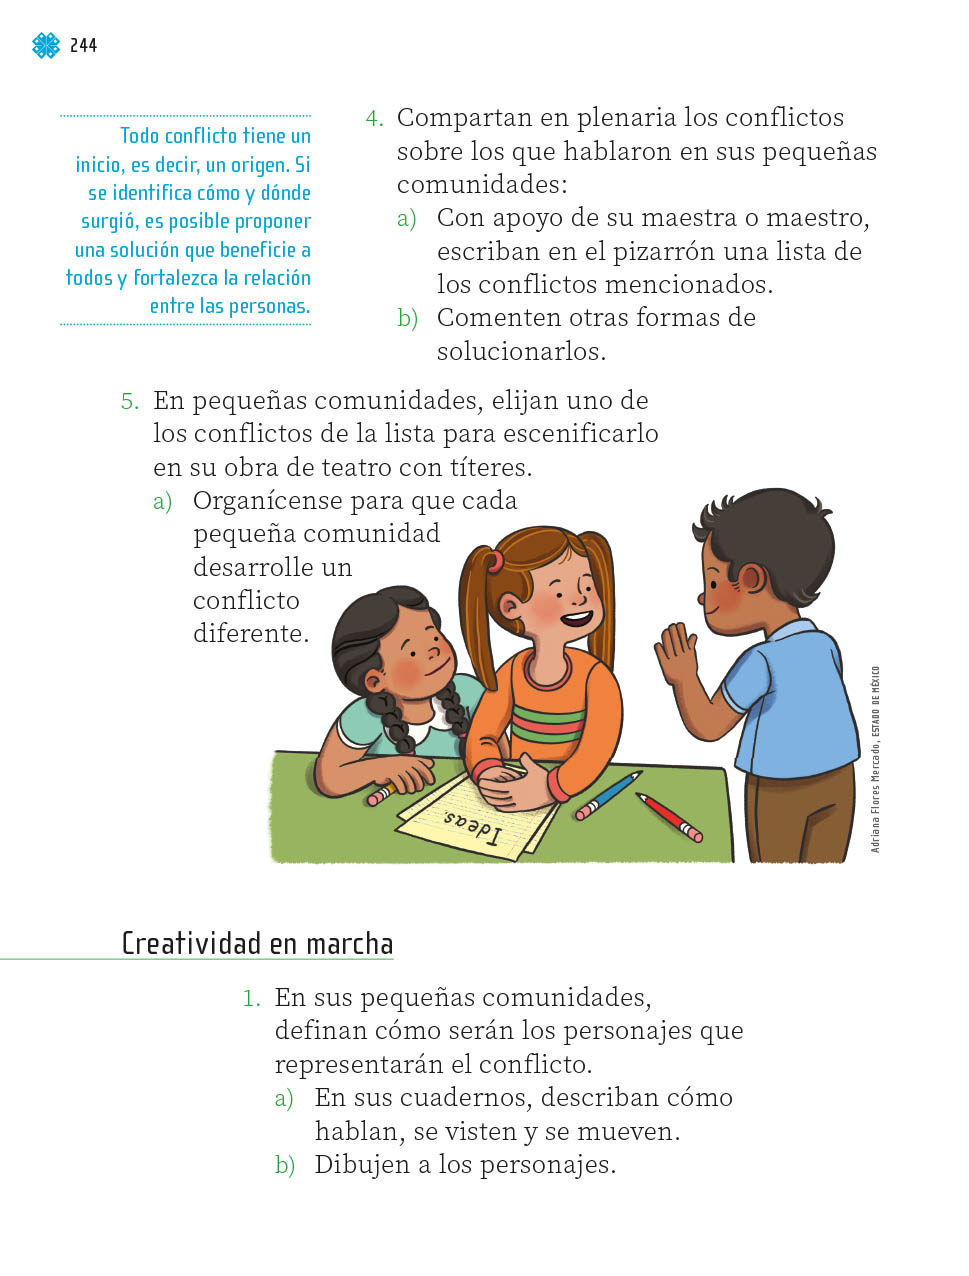 244
Todo conflicto tiene un
inicio, es decir, un origen. Si
se identifica cómo y dónde
surgió, es posible proponer
una solución que beneficie a
todos y fortalezca la relación
entre las personas.
4. Compartan en plenaria los conflictos
sobre los que hablaron en sus pequeñas
comunidades:
a) Con apoyo de su maestra o maestro,
escriban en el pizarrón una lista de
los conflictos mencionados.
b) Comenten otras formas de
solucionarlos.
5. En pequeñas comunidades, elijan uno de
los conflictos de la lista para escenificarlo
en su obra de teatro con títeres.
a) Organícense para que cada
pequeña comunidad
desarrolle un
conflicto
diferente.
Ideas
Adriana Flores Mercado, ESTADO DE MÉXICO
Creatividad en marcha
1. En sus pequeñas comunidades,
definan cómo serán los personajes que
representarán el conflicto.
a) En sus cuadernos, describan cómo
hablan, se visten y se mueven.
b) Dibujen a los personajes.